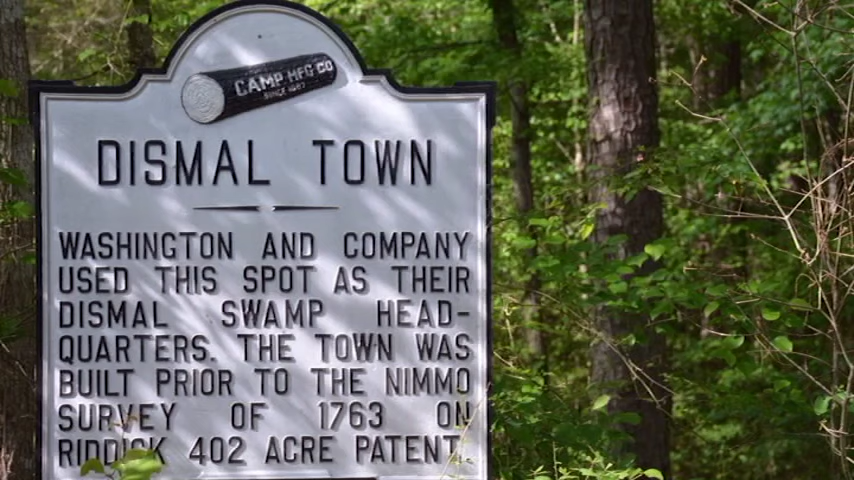 CAMP MFG CO
SINCE 1887
DISMAL TOWN
WASHINGTON AND COMPANY
USED THIS SPOT AS THEIR
DISMAL SWAMP HEAD-
QUARTERS. THE TOWN WAS
BUILT PRIOR TO THE NIMMO
SURVEY OF 1763 ON
RIDDICK 402 ACRE PATENT.